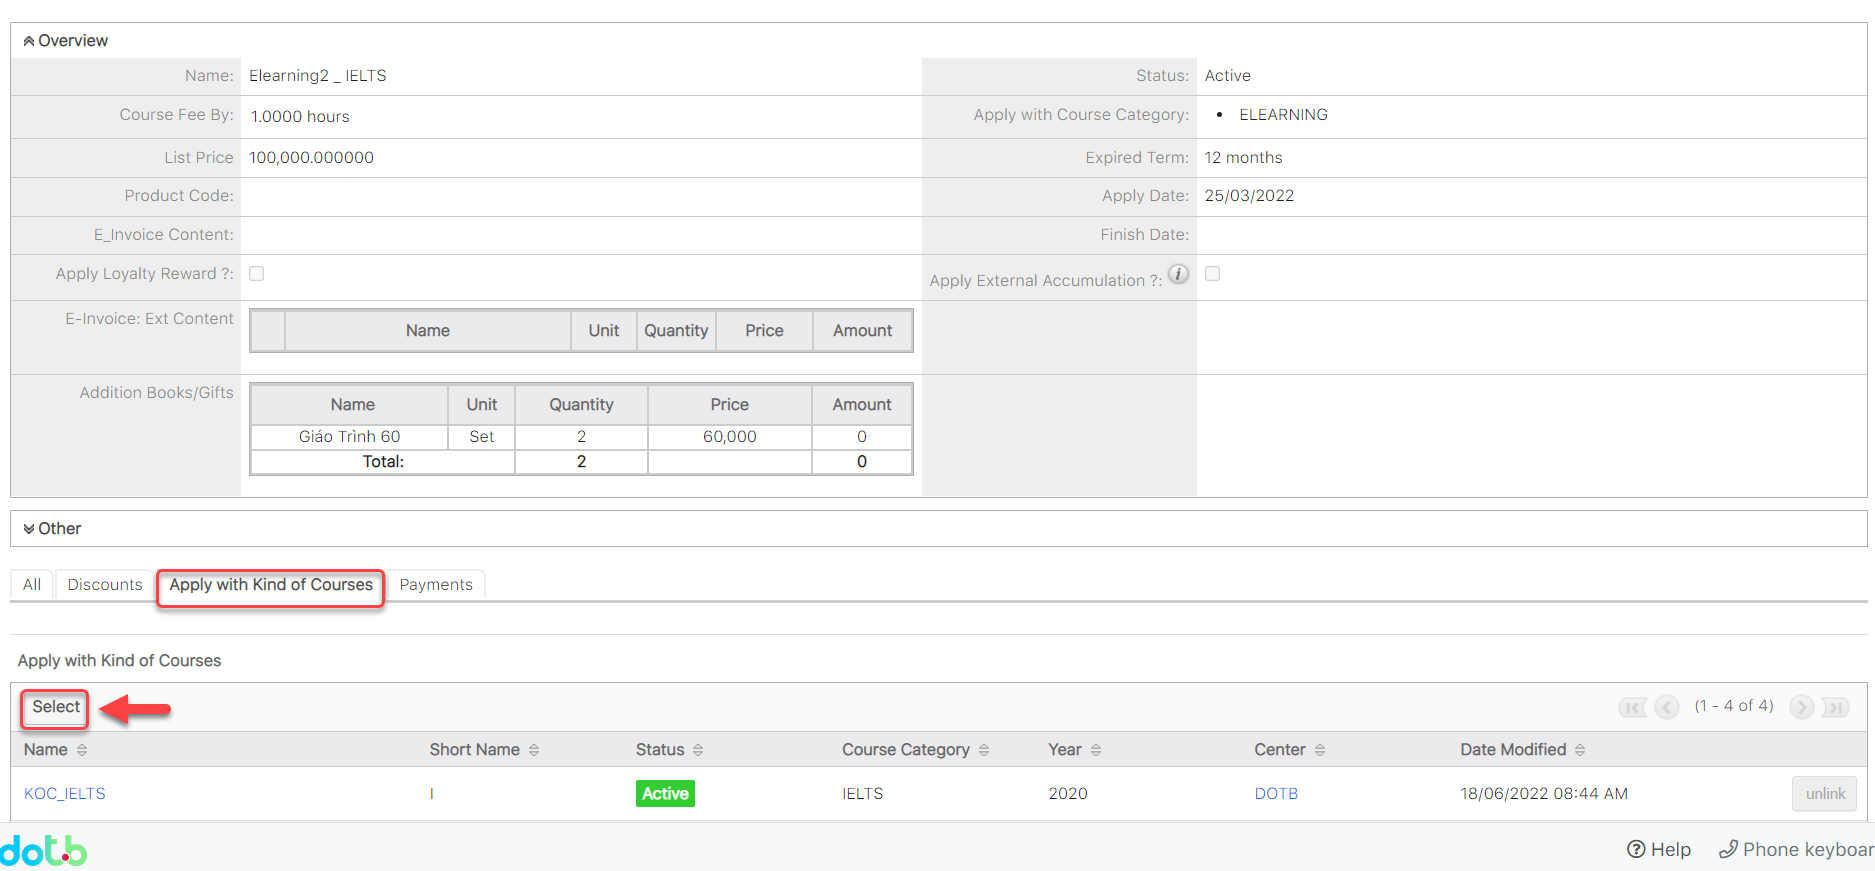 Overview
Name: Elearning2 _ IELTS Status: Active
Course Fee By: 1.0000 hours Apply with Course Category: • ELEARNING
List Price 100,000.000000 Expired Term: 12 months
Product Code: Apply Date: 25/03/2022
E_Invoice Content: Finish Date:
Apply Loyalty Reward ?: Apply External Accumulation ?: i
E-Invoice: Ext Content
Name Unit Quantity Price Amount
Addition Books/Gifts
Name Unit Quantity Price Amount
Giáo Trình 60 Set 2 60,000 0
Total: 2 0
Other
All Discounts Apply with Kind of Courses Payments
Apply with Kind of Courses
Select (1 - 4 of 4)
Name Short Name Status Course Category Year Center Date Modified
KOC_IELTS I Active IELTS 2020 DOTB 18/06/2022 08:44 AM unlink
dotb Help Phone keyboar